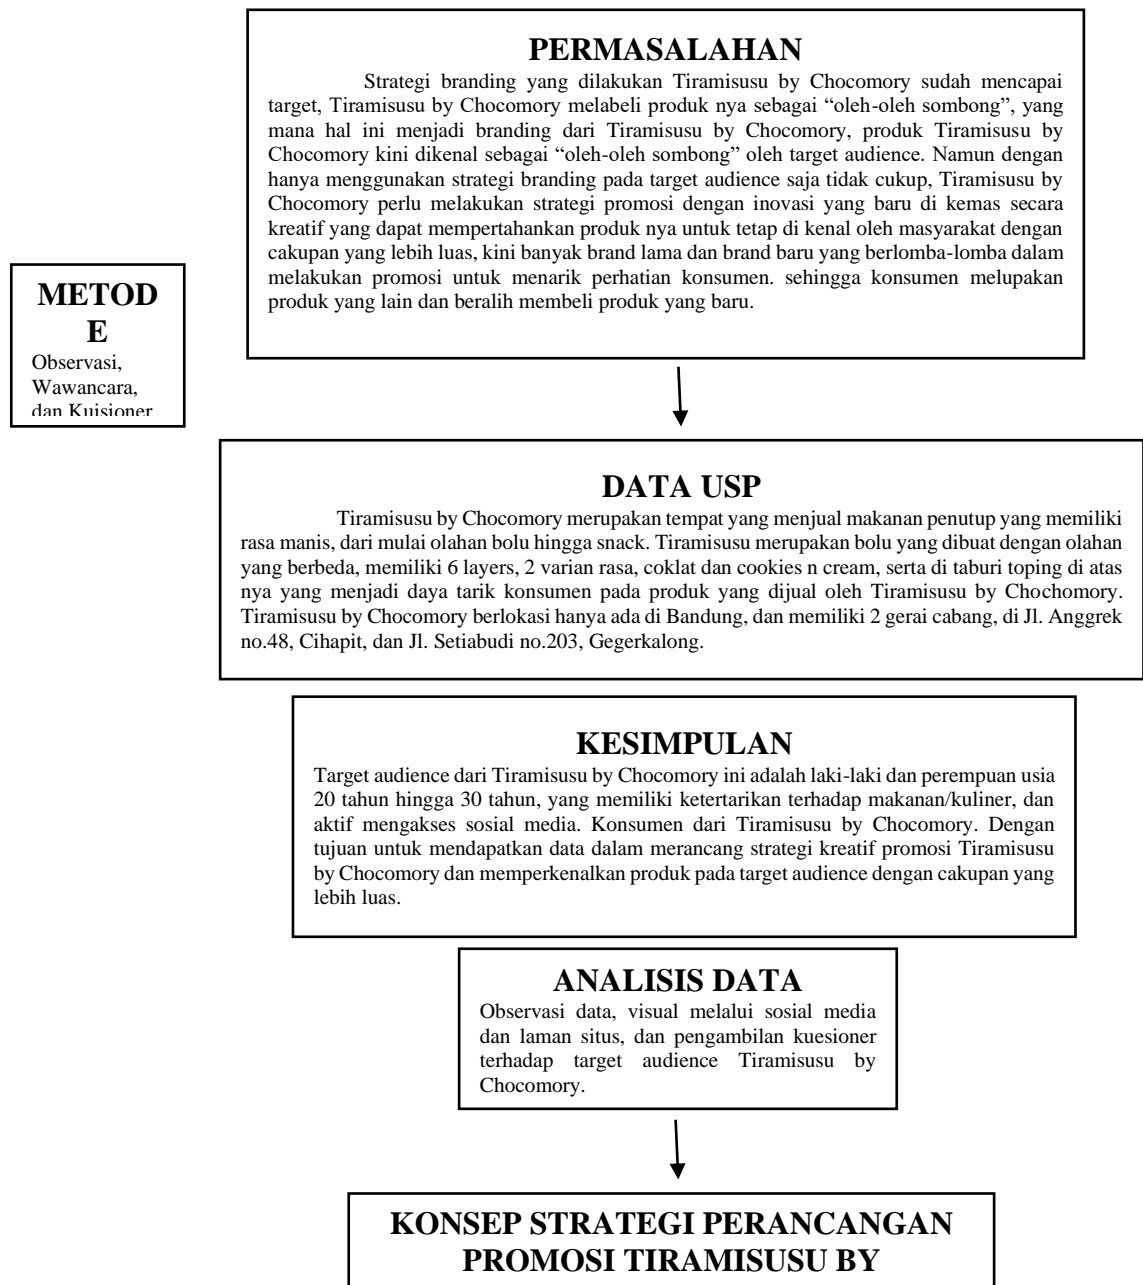 PERMASALAHAN
Strategi branding yang dilakukan Tiramisusu by Chocomory sudah mencapai
target, Tiramisusu by Chocomory melabeli produk nya sebagai “oleh-oleh sombong”, yang
mana hal ini menjadi branding dari Tiramisusu by Chocomory, produk Tiramisusu by
Chocomory kini dikenal sebagai “oleh-oleh sombong” oleh target audience. Namun dengan
hanya menggunakan strategi branding pada target audience saja tidak cukup, Tiramisusu by
Chocomory perlu melakukan strategi promosi dengan inovasi yang baru di kemas secara
kreatif yang dapat mempertahankan produk nya untuk tetap di kenal oleh masyarakat dengan
cakupan yang lebih luas, kini banyak brand lama dan brand baru yang berlomba-lomba dalam
melakukan promosi untuk menarik perhatian konsumen. sehingga konsumen melupakan
produk yang lain dan beralih membeli produk yang baru.
METOD
E
Observasi,
Wawancara,
dan Kuisioner
DATA USP
Tiramisusu by Chocomory merupakan tempat yang menjual makanan penutup yang memiliki
rasa manis, dari mulai olahan bolu hingga snack. Tiramisusu merupakan bolu yang dibuat dengan olahan
yang berbeda, memiliki 6 layers, 2 varian rasa, coklat dan cookies n cream, serta di taburi toping di atas
nya yang menjadi daya tarik konsumen pada produk yang dijual oleh Tiramisusu by Chochomory.
Tiramisusu by Chocomory berlokasi hanya ada di Bandung, dan memiliki 2 gerai cabang, di Jl. Anggrek
no.48, Cihapit, dan Jl. Setiabudi no.203, Gegerkalong.
KESIMPULAN
Target audience dari Tiramisusu by Chocomory ini adalah laki-laki dan perempuan usia
20 tahun hingga 30 tahun, yang memiliki ketertarikan terhadap makanan/kuliner, dan
aktif mengakses sosial media. Konsumen dari Tiramisusu by Chocomory. Dengan
tujuan untuk mendapatkan data dalam merancang strategi kreatif promosi Tiramisusu
by Chocomory dan memperkenalkan produk pada target audience dengan cakupan yang
lebih luas.
ANALISIS DATA
Observasi data, visual melalui sosial media
dan laman situs, dan pengambilan kuesioner
terhadap target audience Tiramisusu by
Chocomory.
KONSEP STRATEGI PERANCANGAN
PROMOSI TIRAMISUSU BY